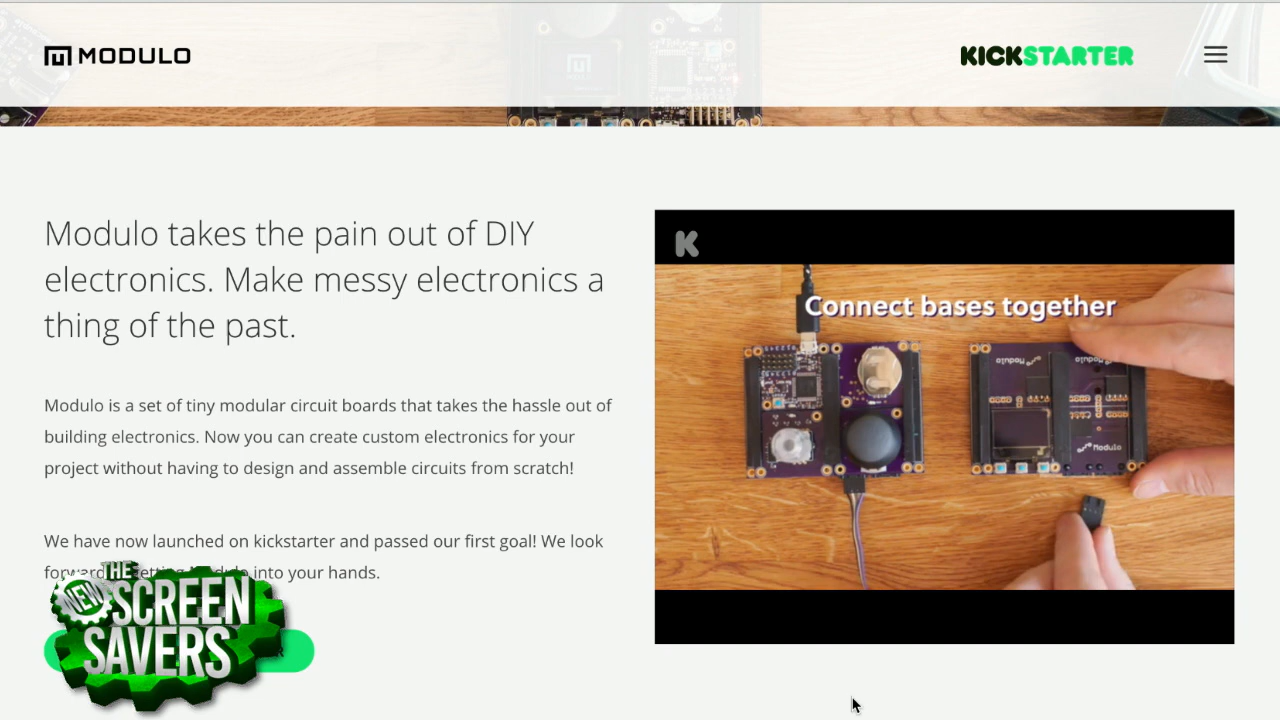 MODULO
KICKSTARTER
Modulo takes the pain out of DIY
electronics. Make messy electronics a
thing of the past.
Modulo is a set of tiny modular circuit boards that takes the hassle out of
building electronics. Now you can create custom electronics for your
project without having to design and assemble circuits from scratch!
We have now launched on kickstarter and passed our first goal! We look
into your hands.
THE
NEW
SCREEN
SAVERS
K
Connect bases together
Modulo
Modulo
Modulo